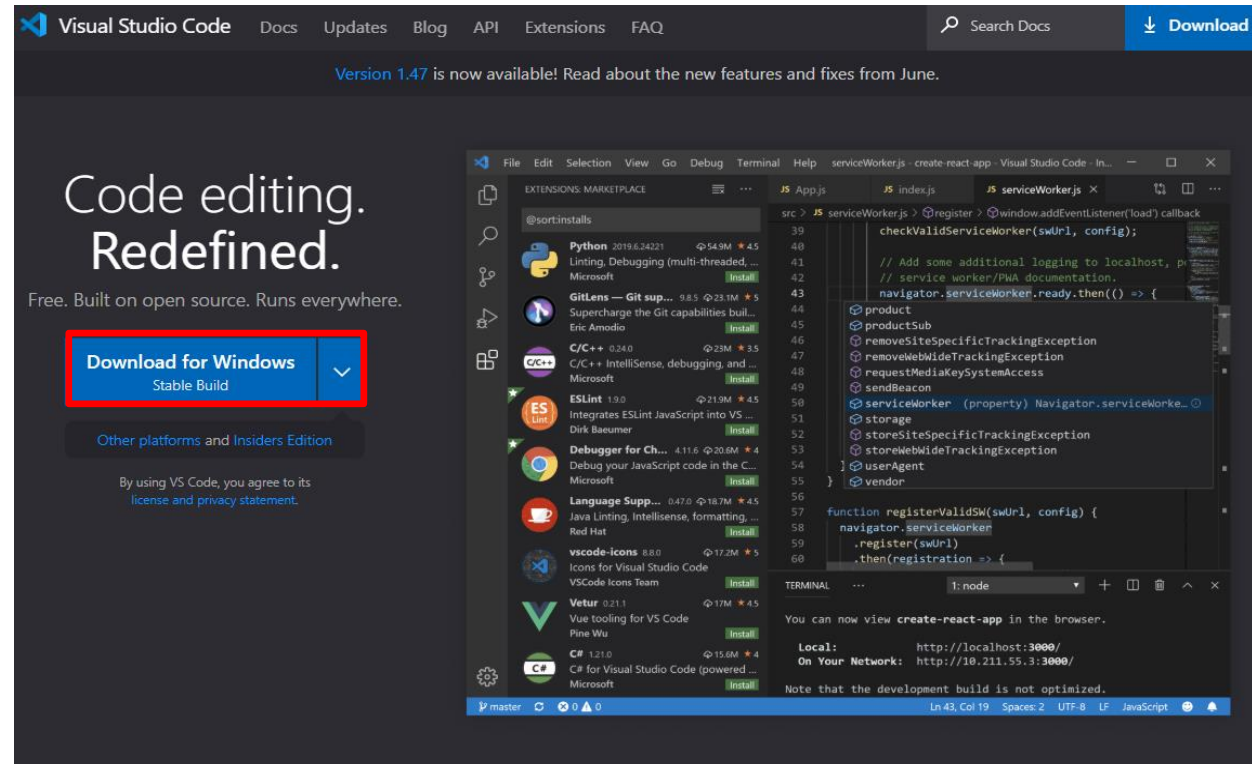 Visual Studio Code Docs Updates Blog API Extensions FAQ Search Docs Download
Version 1.47 is now available! Read about the new features and fixes from June.
Code editing.
Redefined.
Free. Built on open source. Runs everywhere.
Download for Windows
Stable Build
Other platforms and Insiders Edition
By using VS Code, you agree to its
license and privacy statement.
File Edit Selection View Go Debug Terminal Help serviceWorker.js - create-react-app - Visual Studio Code - In...
EXTENSIONS: MARKETPLACE
@sort:installs
Python 2019.6.24221 54.9M 4.5
Linting, Debugging (multi-threaded, ...
Microsoft Install
GitLens — Git sup... 9.8.5 23.1M 5
Supercharge the Git capabilities buil...
Eric Amodio Install
C/C++ 0.24.0 23M 3.5
C/C++ IntelliSense, debugging, and ...
Microsoft Install
ESLint 1.9.0 21.9M 4.5
Integrates ESLint JavaScript into VS ...
Dirk Baeumer Install
Debugger for Ch... 4.11.6 20.6M 4
Debug your JavaScript code in the C...
Microsoft Install
Language Supp... 0.47.0 18.7M 4.5
Java Linting, Intellisense, formatting, ...
Red Hat Install
vscode-icons 8.8.0 17.2M 5
Icons for Visual Studio Code
VSCode Icons Team Install
Vetur 0.21.1 17M 4.5
Vue tooling for VS Code
Pine Wu Install
C# 1.21.0 15.6M 4
C# for Visual Studio Code (powered ...
Microsoft Install
C/C++
ES
Lint
C#
JS App.js JS index.js JS serviceWorker.js
src > JS serviceWorker.js > register > window.addEventListener('load') callback
39 checkValidServiceWorker(swUrl, config);
40
41 // Add some additional logging to localhost, p
42 // service worker/PWA documentation.
43 navigator.serviceWorker.ready.then(() => {
44 product
45 productSub
46 removeSiteSpecificTrackingException
47 removeWebWideTrackingException
48 requestMediaKeySystemAccess
49 sendBeacon
50 serviceWorker (property) Navigator.serviceWorke…
51 storage
52 storeSiteSpecificTrackingException
53 storeWebWideTrackingException
54 } userAgent
55 } vendor
56
57 function registerValidSW(swUrl, config) {
58 navigator.serviceWorker
59 .register(swUrl)
60 .then(registration => {
TERMINAL ... 1: node
You can now view create-react-app in the browser.
Local: http://localhost:3000/
On Your Network: http://10.211.55.3:3000/
Note that the development build is not optimized.
master 0 0 Ln 43, Col 19 Spaces: 2 UTF-8 LF JavaScript